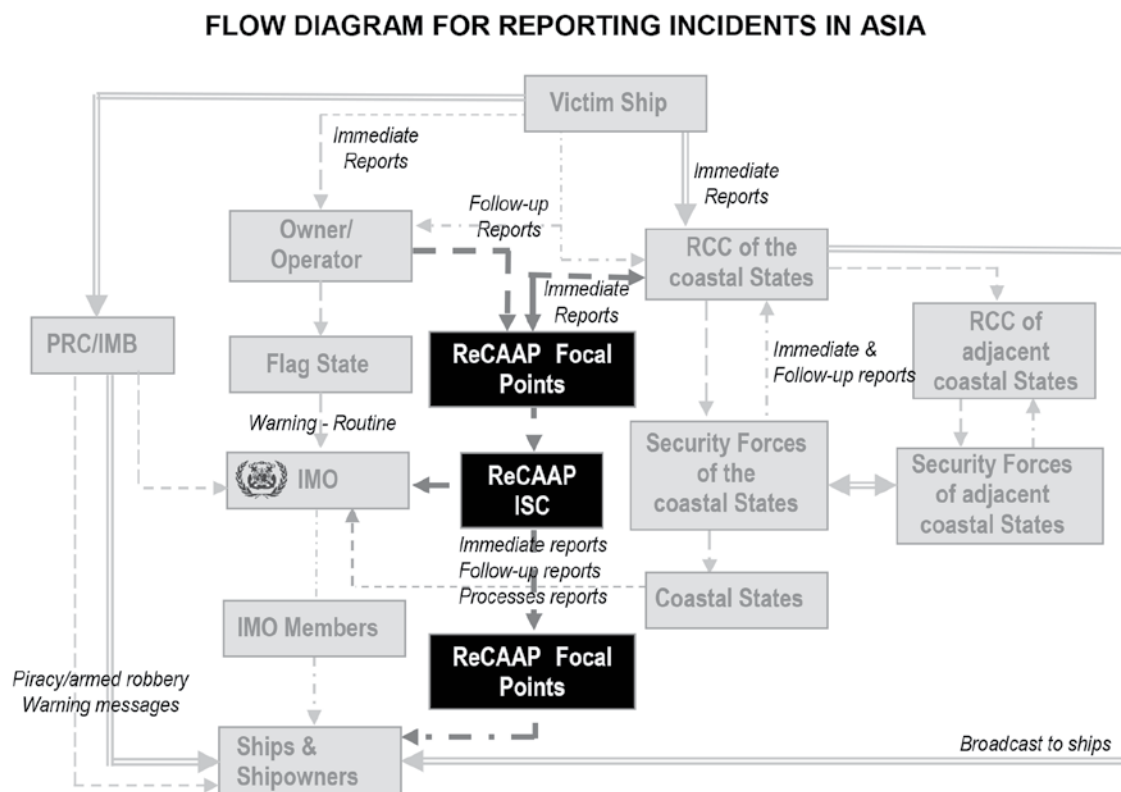 FLOW DIAGRAM FOR REPORTING INCIDENTS IN ASIA
Victim Ship
Immediate
Reports
Immediate
Reports
Follow-up
Reports
Owner/
Operator
RCC of the
coastal States
Immediate
Reports
PRC/IMB
Flag State
ReCAAP Focal
Points
Immediate &
Follow-up reports
RCC of
adjacent
coastal States
Warning - Routine
IMO
ReCAAP
ISC
Security Forces
of the
coastal States
Security Forces
of adjacent
coastal States
Immediate reports
Follow-up reports
Processes reports
Coastal States
IMO Members
ReCAAP Focal
Points
Piracy/armed robbery
Warning messages
Ships &
Shipowners
Broadcast to ships